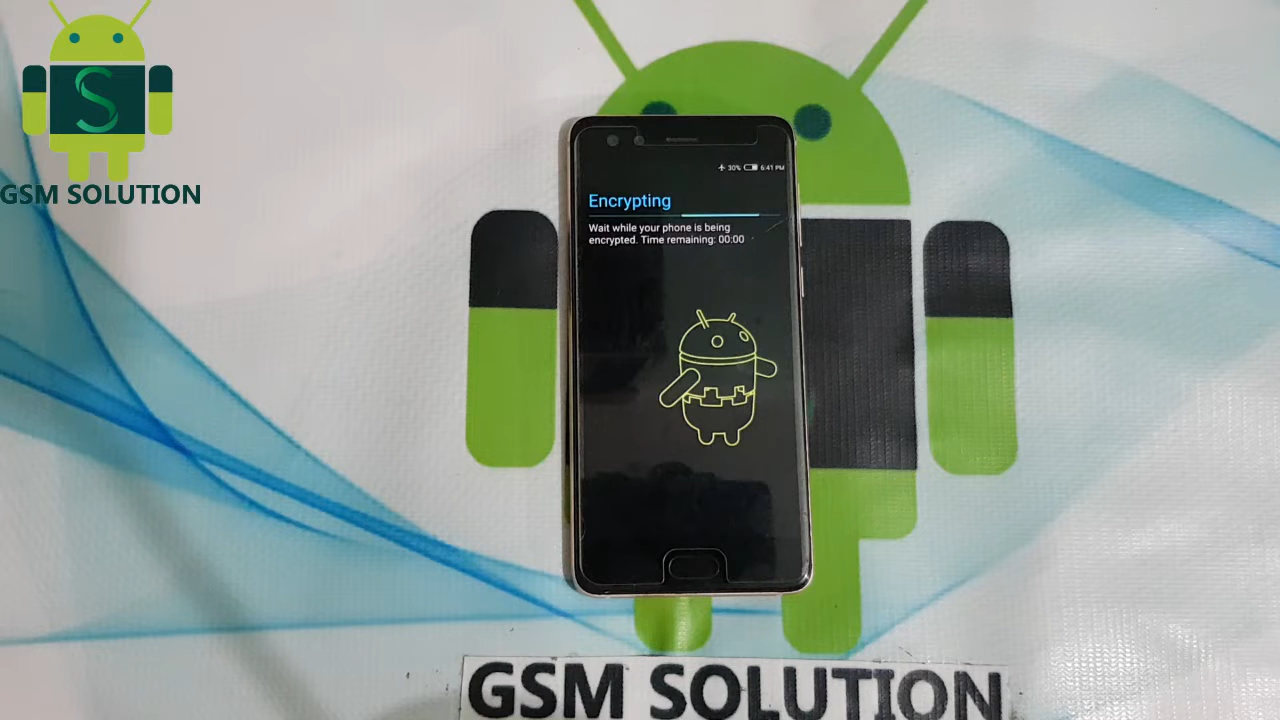 S
GSM SOLUTION
30% 6:41 PM
Encrypting
Wait while your phone is being
encrypted. Time remaining: 00:00
GSM SOLUTION